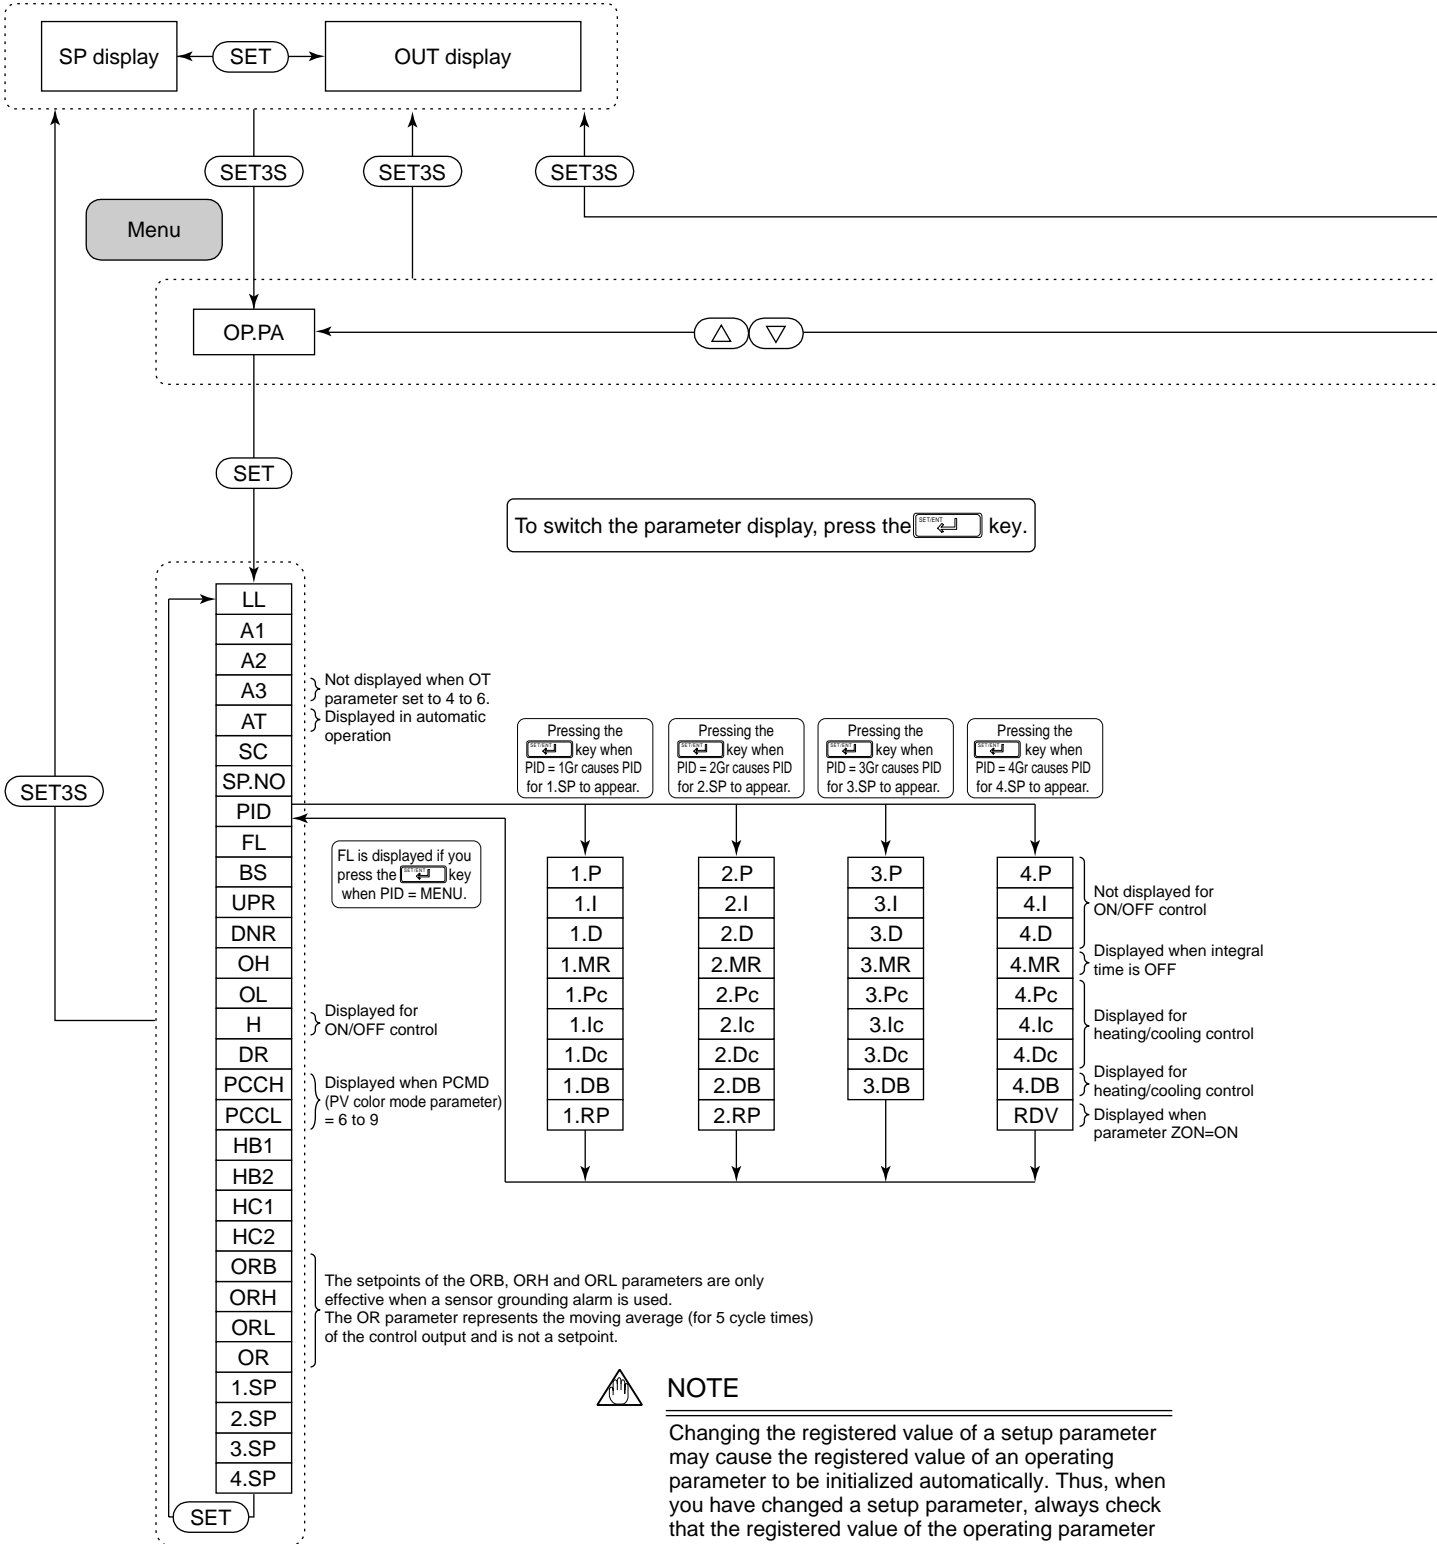 SP display
SET
OUT display
SET3S
SET3S
SET3S
Menu
OP.PA
SET
To switch the parameter display, press the SET/ENT key.
LL
A1
A2
A3
Not displayed when OT
parameter set to 4 to 6.
AT
Displayed in automatic
operation
SC
SP.NO
PID
FL
BS
UPR
DNR
OH
OL
H
Displayed for
ON/OFF control
DR
PCCH
PCCL
Displayed when PCMD
(PV color mode parameter)
= 6 to 9
HB1
HB2
HC1
HC2
ORB
ORH
ORL
OR
The setpoints of the ORB, ORH and ORL parameters are only
effective when a sensor grounding alarm is used.
The OR parameter represents the moving average (for 5 cycle times)
of the control output and is not a setpoint.
1.SP
2.SP
3.SP
4.SP
SET
SET3S
FL is displayed if you
press the SET/ENT key
when PID = MENU.
Pressing the
SET/ENT key when
PID = 1Gr causes PID
for 1.SP to appear.
1.P
1.I
1.D
1.MR
1.Pc
1.Ic
1.Dc
1.DB
1.RP
Pressing the
SET/ENT key when
PID = 2Gr causes PID
for 2.SP to appear.
2.P
2.I
2.D
2.MR
2.Pc
2.Ic
2.Dc
2.DB
2.RP
Pressing the
SET/ENT key when
PID = 3Gr causes PID
for 3.SP to appear.
3.P
3.I
3.D
3.MR
3.Pc
3.Ic
3.Dc
3.DB
Pressing the
SET/ENT key when
PID = 4Gr causes PID
for 4.SP to appear.
4.P
4.I
4.D
4.MR
4.Pc
4.Ic
4.Dc
4.DB
RDV
Not displayed for
ON/OFF control
Displayed when integral
time is OFF
Displayed for
heating/cooling control
Displayed for
heating/cooling control
Displayed when
parameter ZON=ON
NOTE
Changing the registered value of a setup parameter
may cause the registered value of an operating
parameter to be initialized automatically. Thus, when
you have changed a setup parameter, always check
that the registered value of the operating parameter